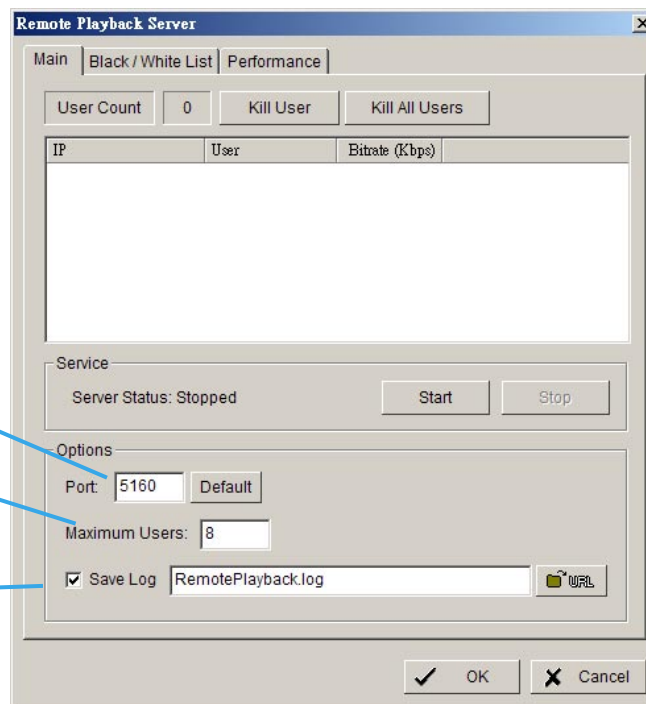 Remote Playback Server
Main Black / White List Performance
User Count 0 Kill User Kill All Users
IP User Bitrate (Kbps)
Service
Server Status: Stopped Start Stop
Options
Port: 5160 Default
Maximum Users: 8
Save Log RemotePlayback.log URL
OK Cancel